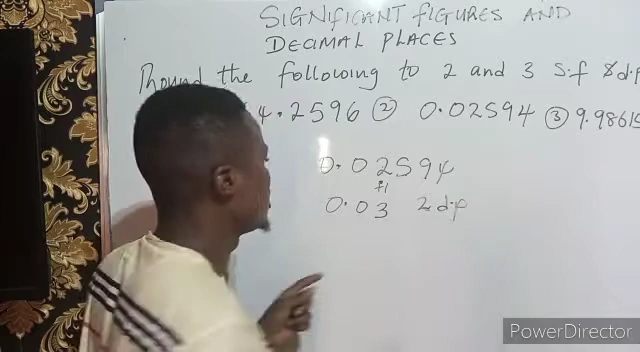 SIGNIFICANT FIGURES AND
DECIMAL PLACES
Round the following to 2 and 3 S.f & d.p
4.2596 ② 0.02594 ③ 9.9861
0.02594
+1
0.03 2d.p
PowerDirector